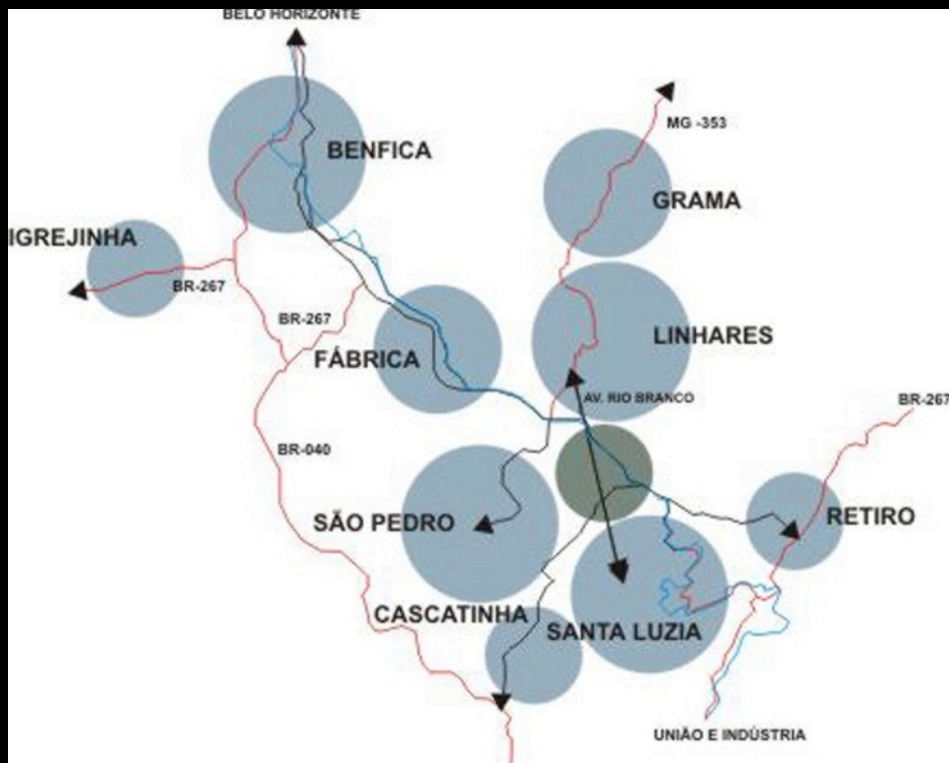 BELO HORIZONTE
MG -353
BENFICA
GRAMA
IGREJINHA
BR-267
BR-267
LINHARES
FÁBRICA
AV. RIO BRANCO
BR-267
BR-040
SÃO PEDRO
RETIRO
CASCATINHA
SANTA LUZIA
UNIÃO E INDÚSTRIA